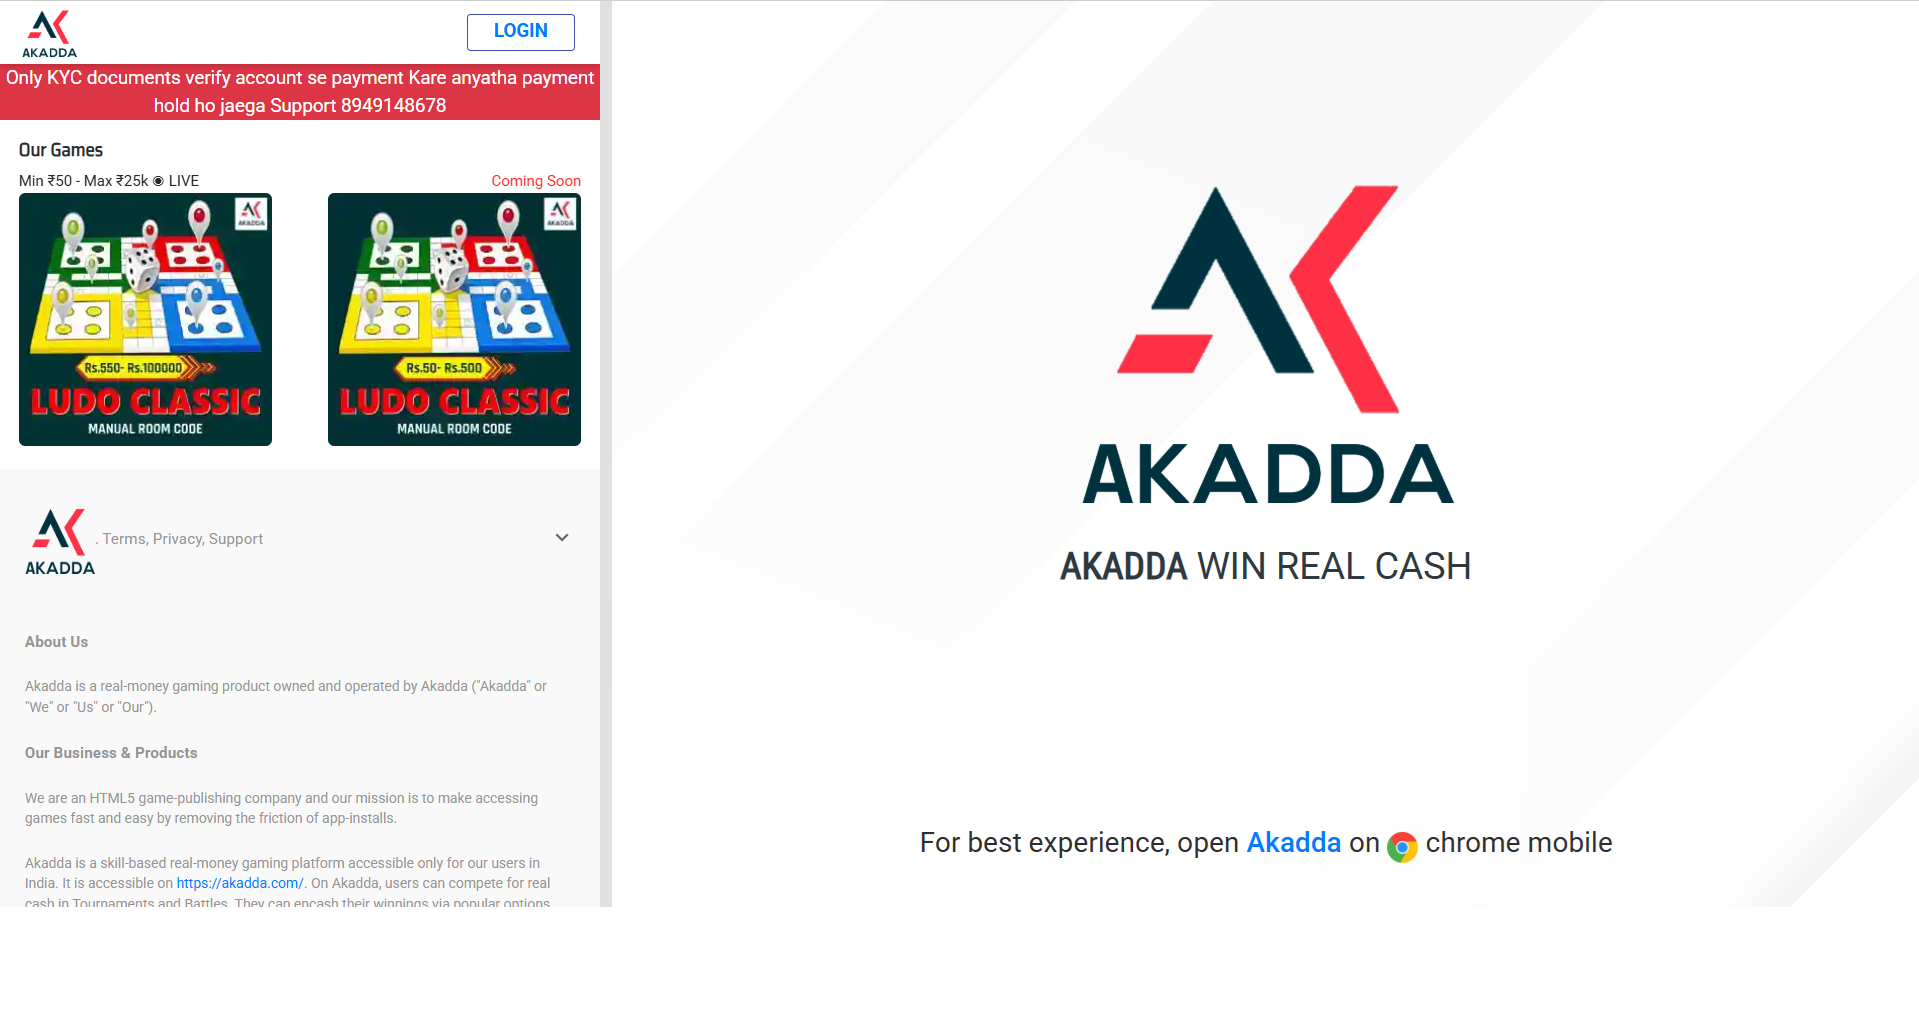 AKADDA
LOGIN
Only KYC documents verify account se payment Kare anyatha payment
hold ho jaega Support 8949148678
Our Games
Min ₹50 - Max ₹25k ◉ LIVE
Coming Soon
AKADDA
Rs.550- Rs.100000
LUDO CLASSIC
MANUAL ROOM CODE
AKADDA
Rs.50- Rs.500
LUDO CLASSIC
MANUAL ROOM CODE
AKADDA
. Terms, Privacy, Support
About Us
Akadda is a real-money gaming product owned and operated by Akadda ("Akadda" or
"We" or "Us" or "Our").
Our Business & Products
We are an HTML5 game-publishing company and our mission is to make accessing
games fast and easy by removing the friction of app-installs.
Akadda is a skill-based real-money gaming platform accessible only for our users in
India. It is accessible on https://akadda.com/. On Akadda, users can compete for real
cash in Tournaments and Battles. They can encash their winnings via popular options
AKADDA
AKADDA WIN REAL CASH
For best experience, open Akadda on chrome mobile